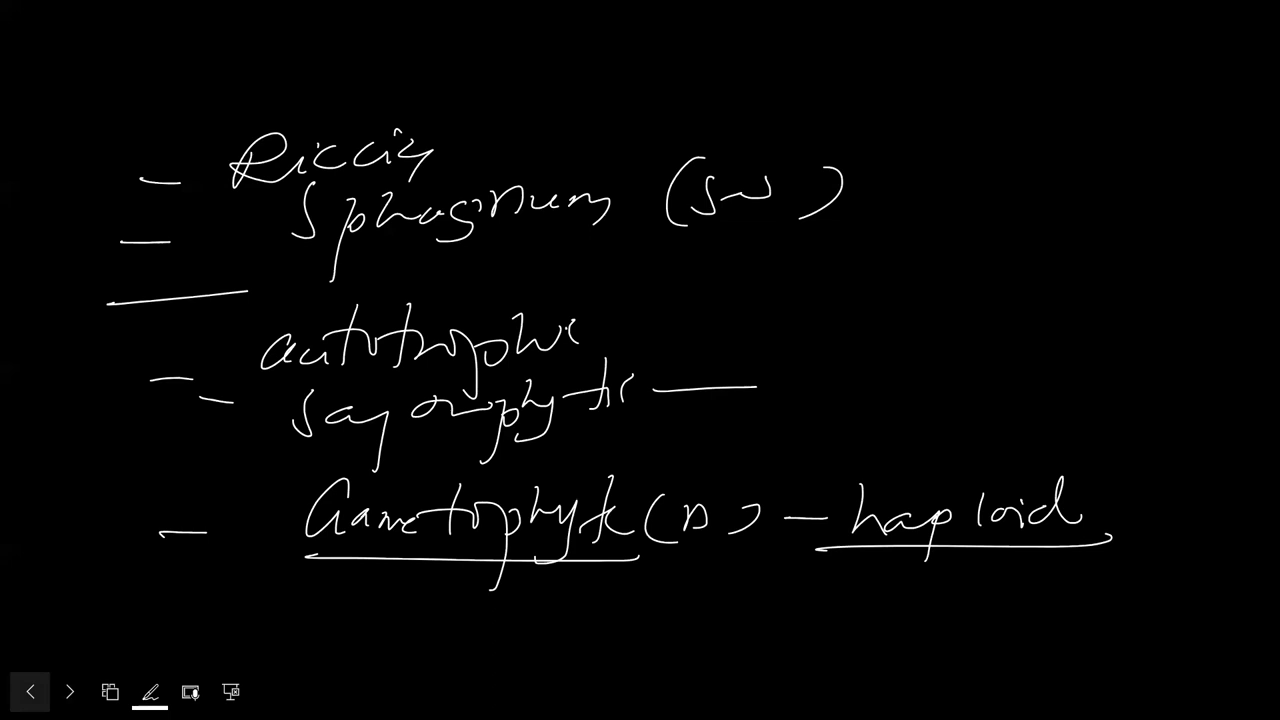 - Riccia
- Sphagnum (sw)
- autotrophic
- saprophytic -
- Gametophyte (n) - haploid